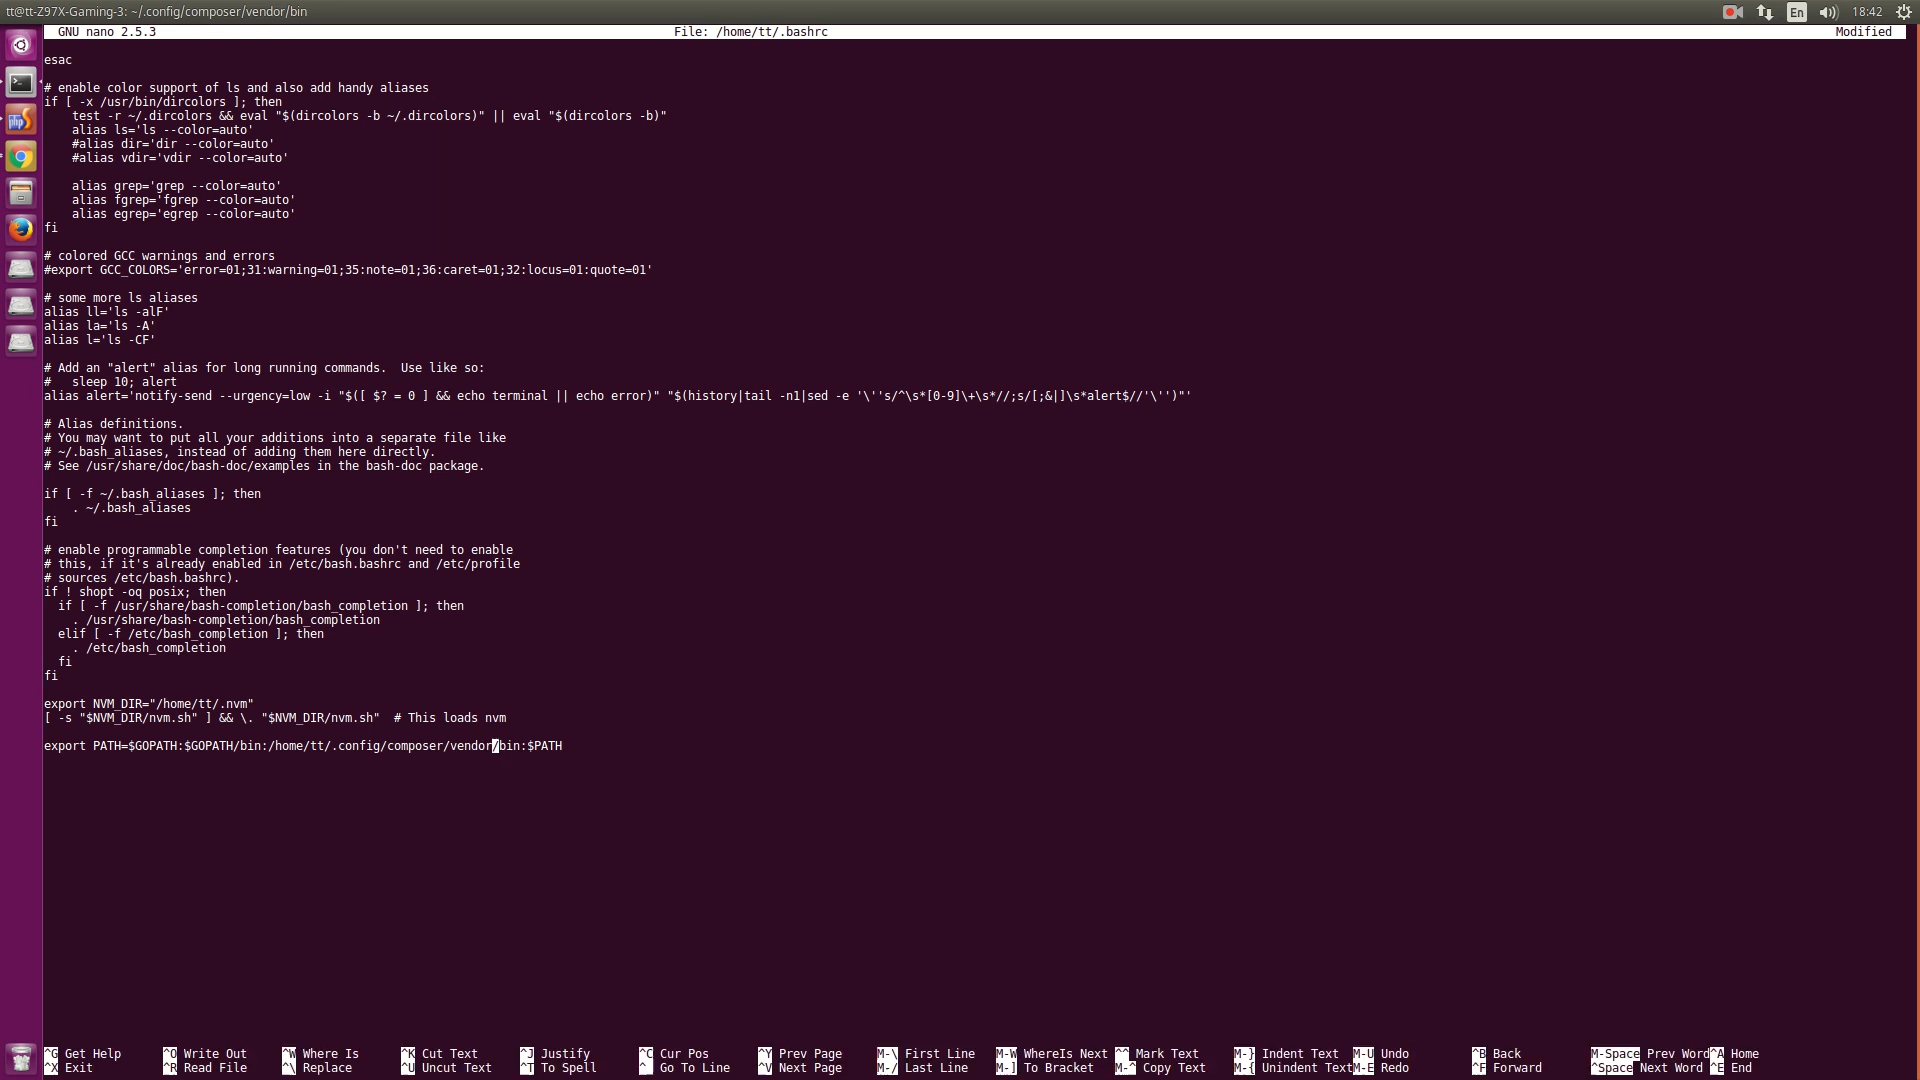 tt@tt-Z97X-Gaming-3: ~/.config/composer/vendor/bin
En
18:42
GNU nano 2.5.3 File: /home/tt/.bashrc Modified
esac
# enable color support of ls and also add handy aliases
if [ -x /usr/bin/dircolors ]; then
    test -r ~/.dircolors && eval "$(dircolors -b ~/.dircolors)" || eval "$(dircolors -b)"
    alias ls='ls --color=auto'
    #alias dir='dir --color=auto'
    #alias vdir='vdir --color=auto'
    alias grep='grep --color=auto'
    alias fgrep='fgrep --color=auto'
    alias egrep='egrep --color=auto'
fi
# colored GCC warnings and errors
#export GCC_COLORS='error=01;31:warning=01;35:note=01;36:caret=01;32:locus=01:quote=01'
# some more ls aliases
alias ll='ls -alF'
alias la='ls -A'
alias l='ls -CF'
# Add an "alert" alias for long running commands.  Use like so:
#   sleep 10; alert
alias alert='notify-send --urgency=low -i "$([ $? = 0 ] && echo terminal || echo error)" "$(history|tail -n1|sed -e '\''s/^\s*[0-9]\+\s*//;s/[;&|]\s*alert$//'\'')"'
# Alias definitions.
# You may want to put all your additions into a separate file like
# ~/.bash_aliases, instead of adding them here directly.
# See /usr/share/doc/bash-doc/examples in the bash-doc package.
if [ -f ~/.bash_aliases ]; then
    . ~/.bash_aliases
fi
# enable programmable completion features (you don't need to enable
# this, if it's already enabled in /etc/bash.bashrc and /etc/profile
# sources /etc/bash.bashrc).
if ! shopt -oq posix; then
  if [ -f /usr/share/bash-completion/bash_completion ]; then
    . /usr/share/bash-completion/bash_completion
  elif [ -f /etc/bash_completion ]; then
    . /etc/bash_completion
  fi
fi
export NVM_DIR="/home/tt/.nvm"
[ -s "$NVM_DIR/nvm.sh" ] && \. "$NVM_DIR/nvm.sh"  # This loads nvm
export PATH=$GOPATH:$GOPATH/bin:/home/tt/.config/composer/vendor/bin:$PATH
^G Get Help ^O Write Out ^W Where Is ^K Cut Text ^J Justify ^C Cur Pos ^Y Prev Page M-\ First Line M-W WhereIs Next ^^ Mark Text M-} Indent Text M-U Undo ^B Back M-Space Prev Word ^A Home
^X Exit ^R Read File ^\ Replace ^U Uncut Text ^T To Spell ^_ Go To Line ^V Next Page M-/ Last Line M-] To Bracket M-^ Copy Text M-{ Unindent Text M-E Redo ^F Forward ^Space Next Word ^E End
php